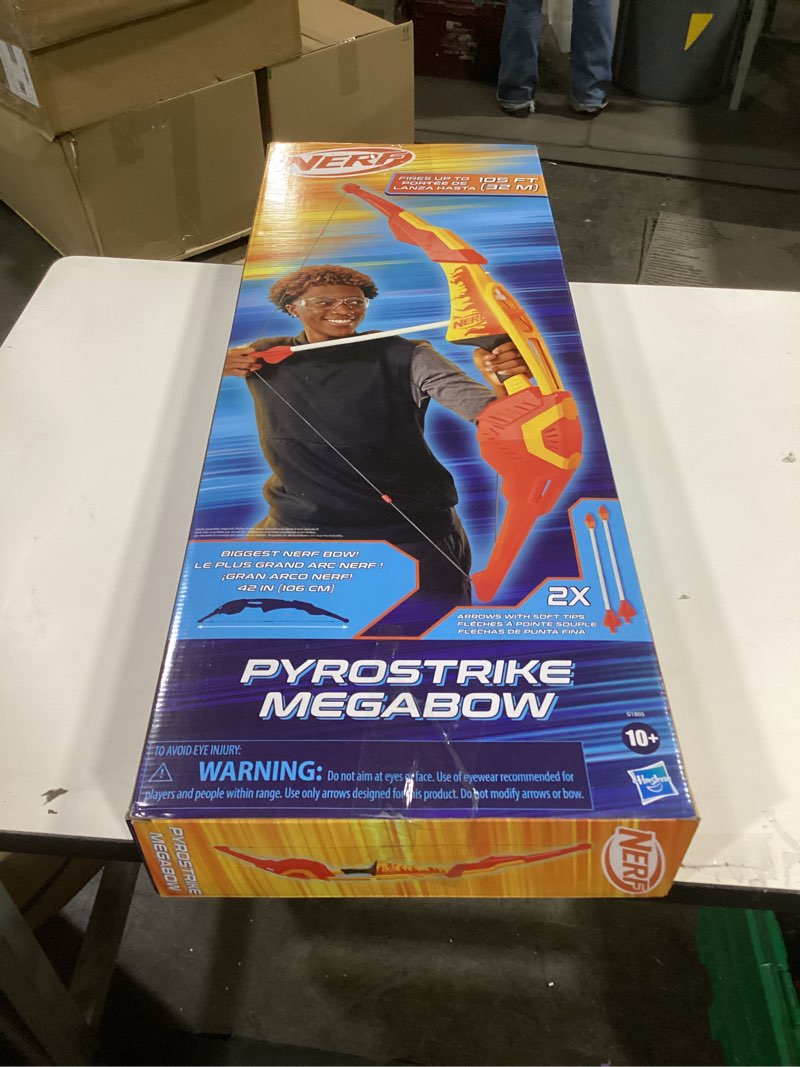 NERF
FIRES UP TO
PORTÉE DE
LANZA HASTA
105 FT
(32 M)
NERF
BIGGEST NERF BOW!
LE PLUS GRAND ARC NERF !
¡GRAN ARCO NERF!
42 IN (106 CM)
2X
ARROWS WITH SOFT TIPS
FLÈCHES À POINTE SOUPLE
FLECHAS DE PUNTA FINA
PYROSTRIKE
MEGABOW
G1805
10+
Hasbro
TO AVOID EYE INJURY:
WARNING: Do not aim at eyes or face. Use of eyewear recommended for
players and people within range. Use only arrows designed for this product. Do not modify arrows or bow.
PYROSTRIKE
MEGABOW
NERF